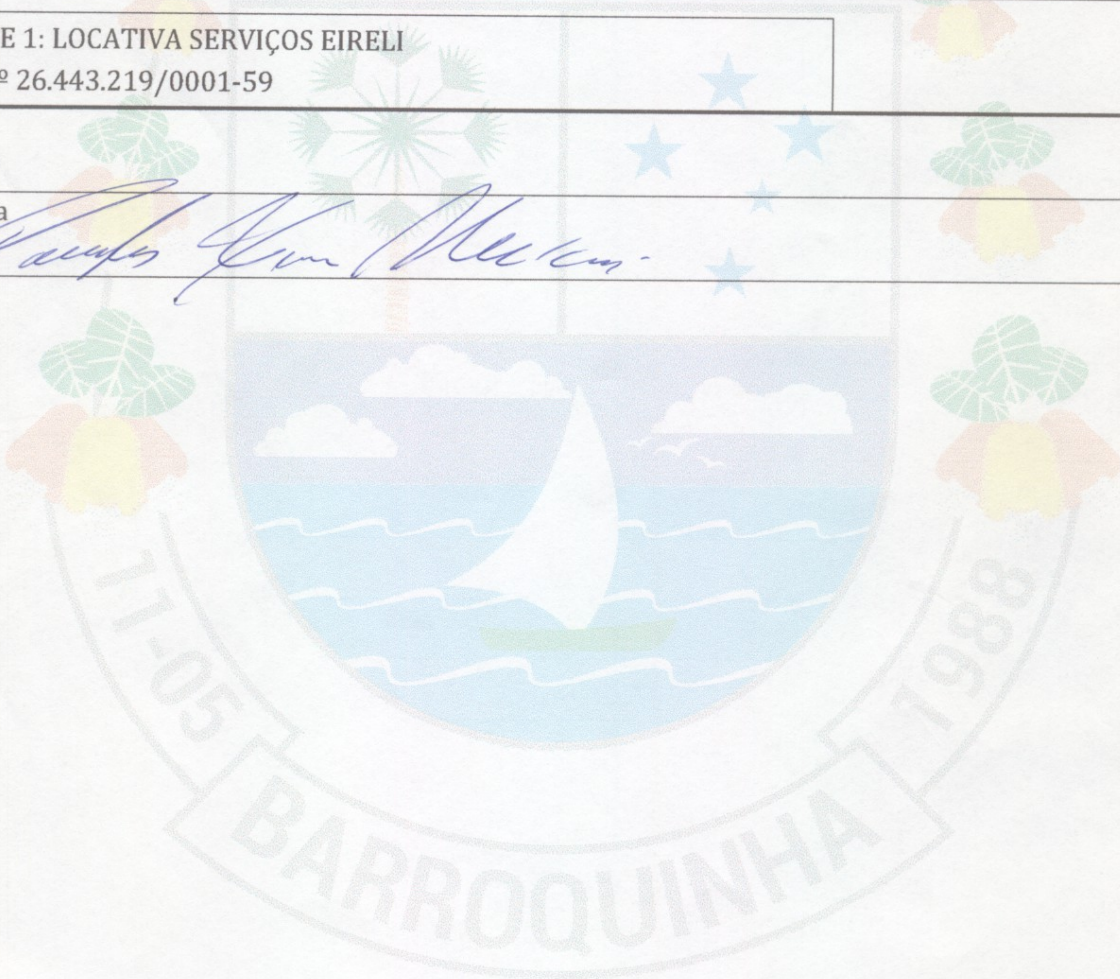 E 1: LOCATIVA SERVIÇOS EIRELI
º 26.443.219/0001-59
a
11-05
1988
BARROQUINHA